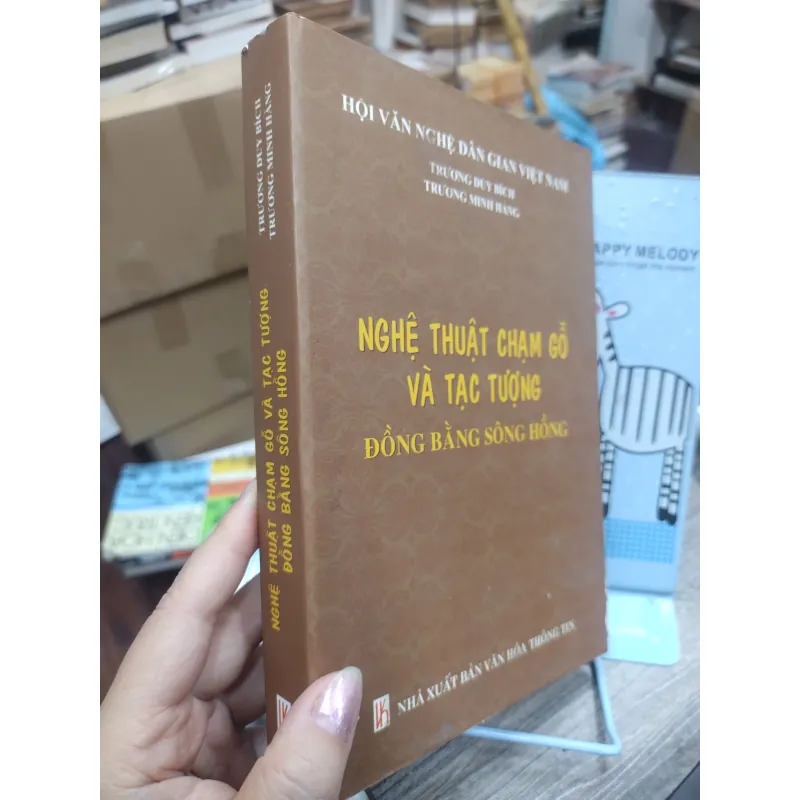 HỘI VĂN NGHỆ DÂN GIAN VIỆT NAM
TRƯƠNG DUY BÍCH
TRƯƠNG MINH HẰNG
NGHỆ THUẬT CHẠM GỖ
VÀ TẠC TƯỢNG
ĐỒNG BẰNG SÔNG HỒNG
NHÀ XUẤT BẢN VĂN HÓA THÔNG TIN
TRƯƠNG DUY BÍCH
TRƯƠNG MINH HẰNG
NGHỆ THUẬT CHẠM GỖ VÀ TẠC TƯỢNG
ĐỒNG BẰNG SÔNG HỒNG
APPY MELODY